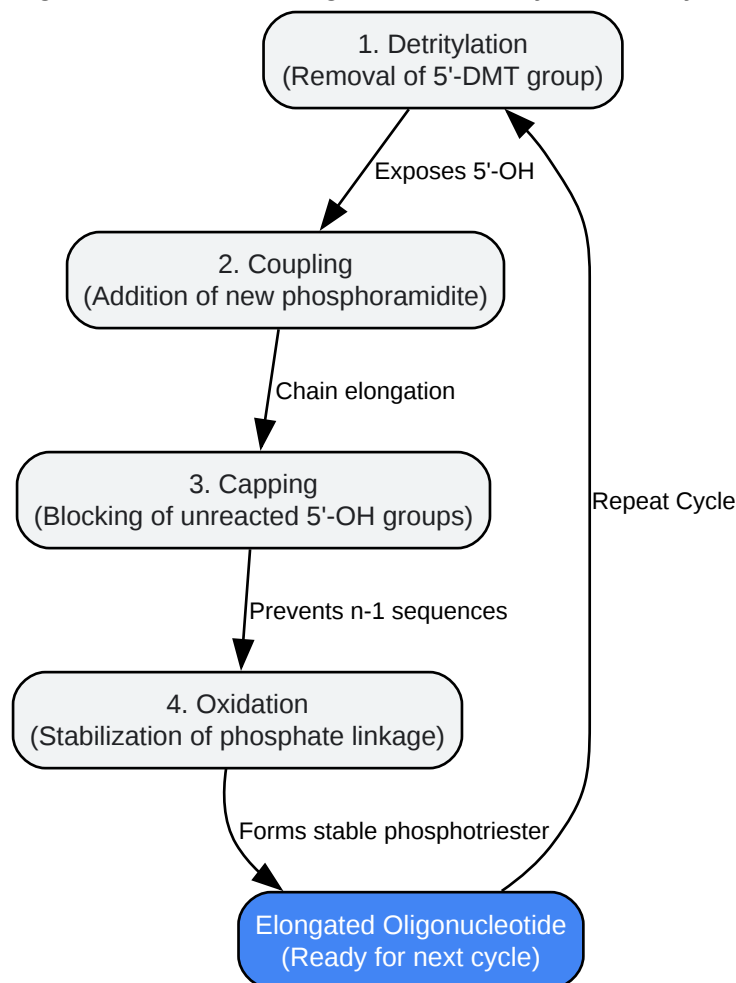 1. Detritylation
(Removal of 5'-DMT group)
Exposes 5'-OH
2. Coupling
(Addition of new phosphoramidite)
Chain elongation
3. Capping
(Blocking of unreacted 5'-OH groups)
Repeat Cycle
Prevents n-1 sequences
4. Oxidation
(Stabilization of phosphate linkage)
Forms stable phosphotriester
Elongated Oligonucleotide
(Ready for next cycle)